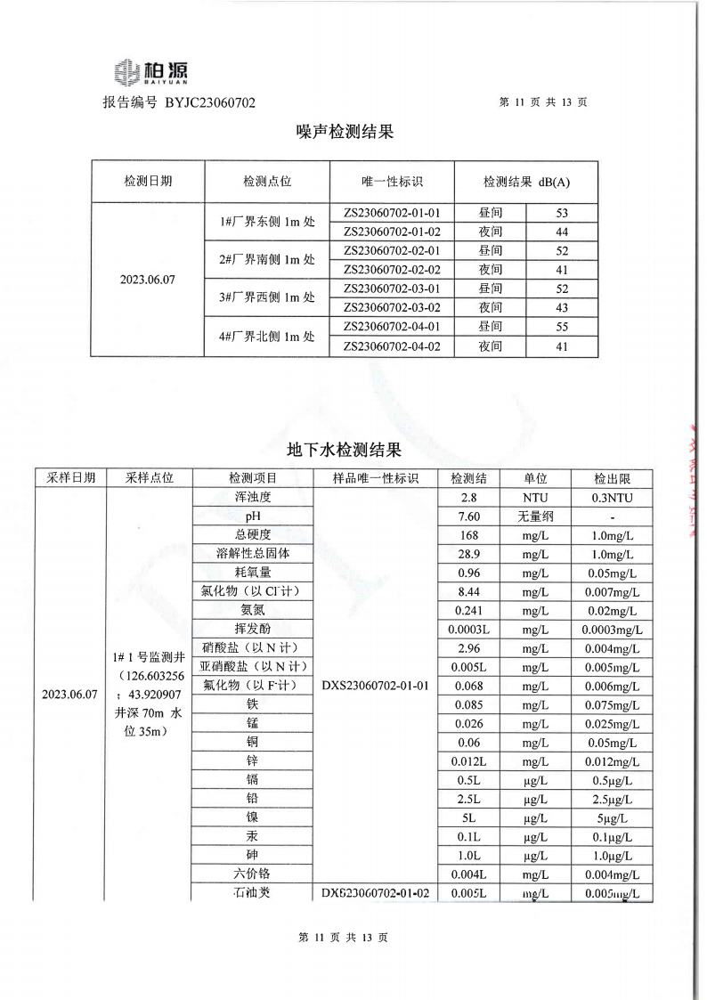 柏源
BAIYUAN
报告编号 BYJC23060702
第 11 页 共 13 页
噪声检测结果
检测日期 检测点位 唯一性标识 检测结果 dB(A)
2023.06.07
1#厂界东侧 1m 处
ZS23060702-01-01 昼间 53
ZS23060702-01-02 夜间 44
2#厂界南侧 1m 处
ZS23060702-02-01 昼间 52
ZS23060702-02-02 夜间 41
3#厂界西侧 1m 处
ZS23060702-03-01 昼间 52
ZS23060702-03-02 夜间 43
4#厂界北侧 1m 处
ZS23060702-04-01 昼间 55
ZS23060702-04-02 夜间 41
地下水检测结果
采样日期 采样点位 检测项目 样品唯一性标识 检测结 单位 检出限
2023.06.07
1# 1 号监测井
（126.603256
；43.920907
井深 70m 水
位 35m）
DXS23060702-01-01
浑浊度 2.8 NTU 0.3NTU
pH 7.60 无量纲 -
总硬度 168 mg/L 1.0mg/L
溶解性总固体 28.9 mg/L 1.0mg/L
耗氧量 0.96 mg/L 0.05mg/L
氯化物（以 Cl⁻计） 8.44 mg/L 0.007mg/L
氨氮 0.241 mg/L 0.02mg/L
挥发酚 0.0003L mg/L 0.0003mg/L
硝酸盐（以 N 计） 2.96 mg/L 0.004mg/L
亚硝酸盐（以 N 计） 0.005L mg/L 0.005mg/L
氟化物（以 F⁻计） 0.068 mg/L 0.006mg/L
铁 0.085 mg/L 0.075mg/L
锰 0.026 mg/L 0.025mg/L
铜 0.06 mg/L 0.05mg/L
锌 0.012L mg/L 0.012mg/L
镉 0.5L μg/L 0.5μg/L
铅 2.5L μg/L 2.5μg/L
镍 5L μg/L 5μg/L
汞 0.1L μg/L 0.1μg/L
砷 1.0L μg/L 1.0μg/L
六价铬 0.004L mg/L 0.004mg/L
石油类 DXS23060702-01-02 0.005L mg/L 0.005mg/L
第 11 页 共 13 页